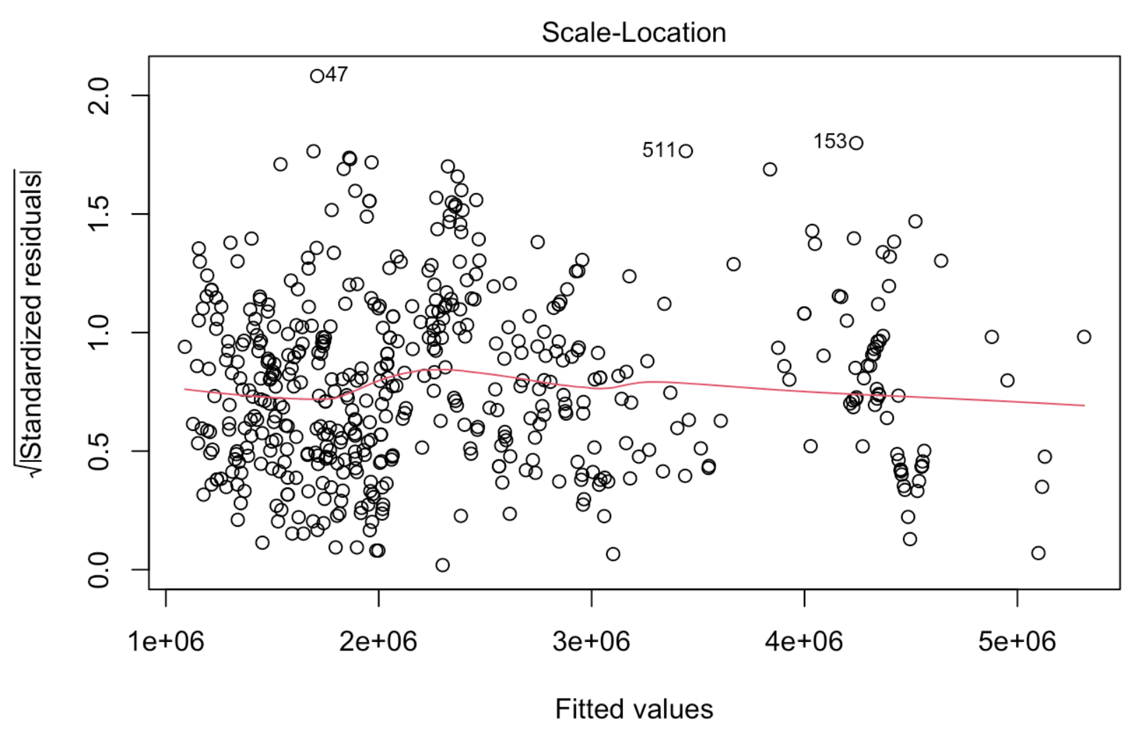 Scale-Location
√|Standardized residuals|
2.0
1.5
1.0
0.5
0.0
47
511
153
1e+06
2e+06
3e+06
4e+06
5e+06
Fitted values